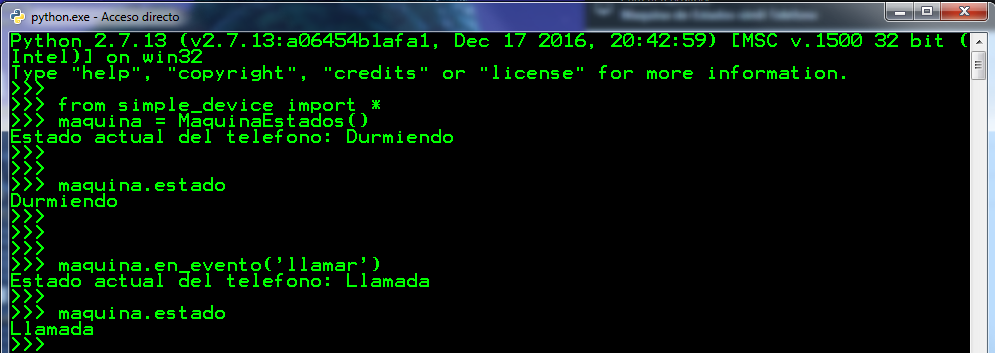 python.exe - Acceso directo
Python 2.7.13 (v2.7.13:a06454b1afa1, Dec 17 2016, 20:42:59) [MSC v.1500 32 bit (
Intel)] on win32
Type "help", "copyright", "credits" or "license" for more information.
>>>
>>> from simple_device import *
>>> maquina = MaquinaEstados()
Estado actual del telefono: Durmiendo
>>>
>>>
>>> maquina.estado
Durmiendo
>>>
>>>
>>>
>>> maquina.en_evento('llamar')
Estado actual del telefono: Llamada
>>>
>>> maquina.estado
Llamada
>>>